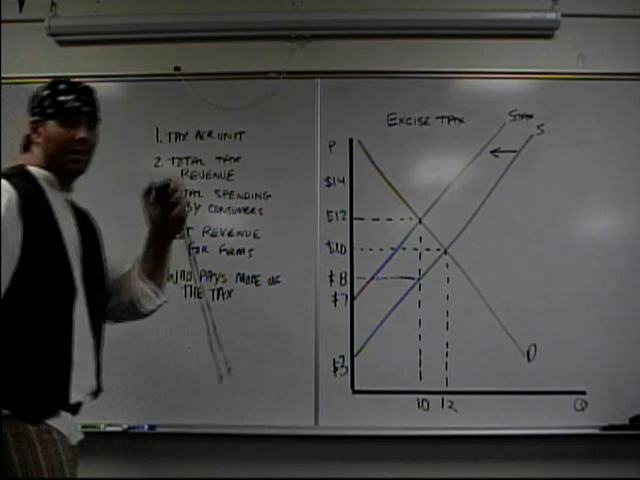 1. TAX PER UNIT
2. TOTAL TAX
REVENUE
SPENDING
BY CONSUMERS
REVENUE
FOR FIRMS
PAYS MORE OF
THE TAX
EXCISE TAX
P
STAX
S
$14
$12
$10
$8
$7
D
10
12
Q